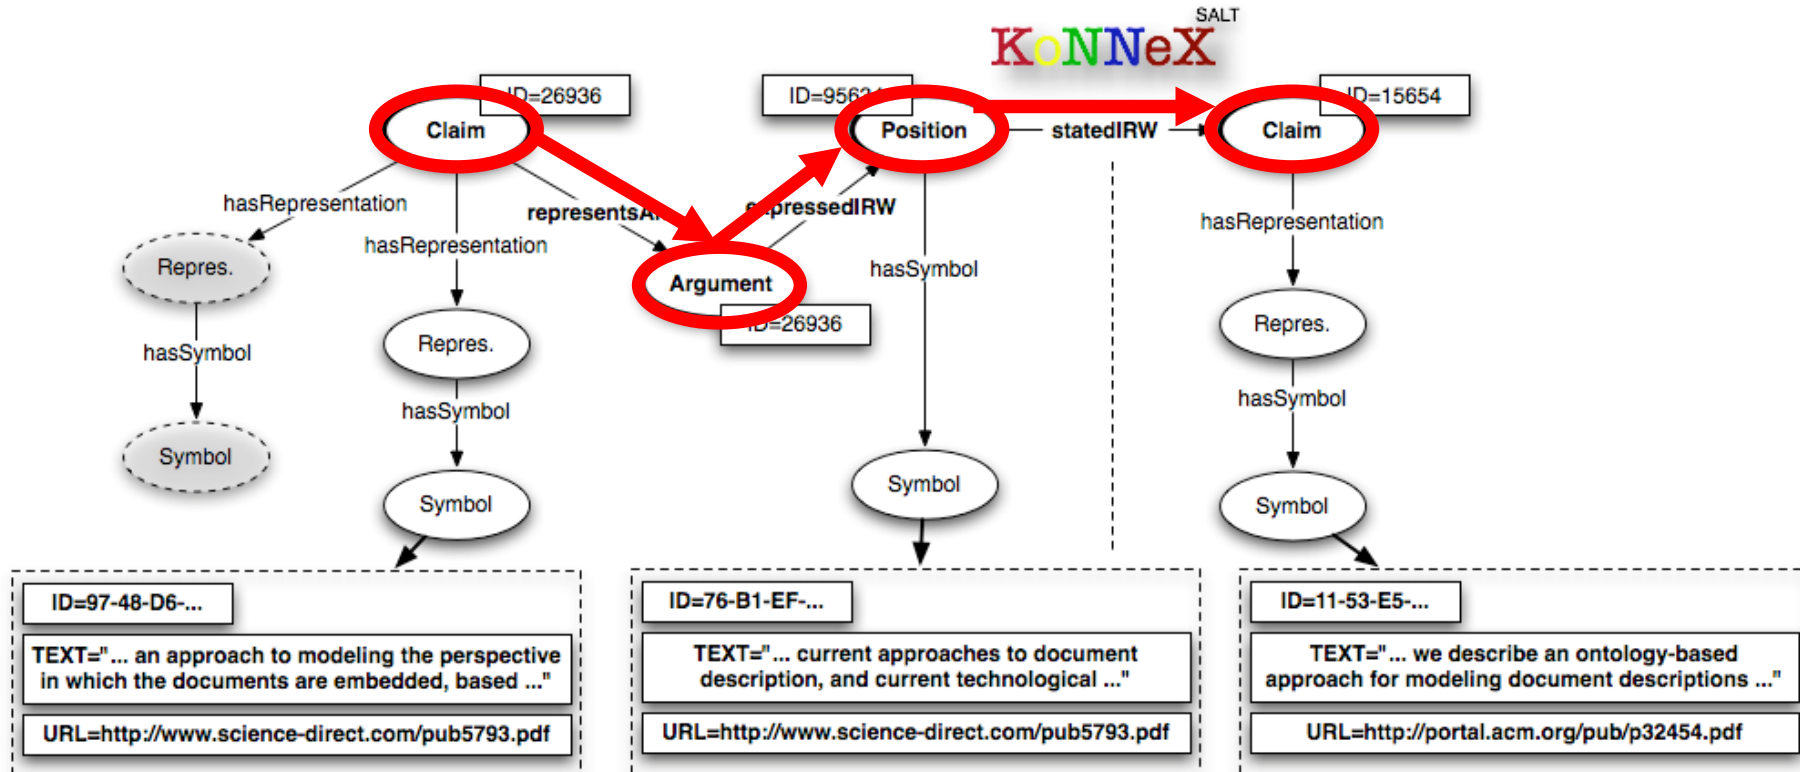 SALT
KoNNeX
ID=26936
Claim
Position
statedIRW
ID=15654
Claim
hasRepresentation
hasRepresentation
expressedIRW
hasRepresentation
Repres.
hasSymbol
Argument
ID=26936
hasSymbol
Repres.
Repres.
hasSymbol
hasSymbol
hasSymbol
Symbol
Symbol
Symbol
Symbol
ID=97-48-D6-...
TEXT="... an approach to modeling the perspective
in which the documents are embedded, based ..."
URL=http://www.science-direct.com/pub5793.pdf
ID=76-B1-EF-...
TEXT="... current approaches to document
description, and current technological ..."
URL=http://www.science-direct.com/pub5793.pdf
ID=11-53-E5-...
TEXT="... we describe an ontology-based
approach for modeling document descriptions ..."
URL=http://portal.acm.org/pub/p32454.pdf